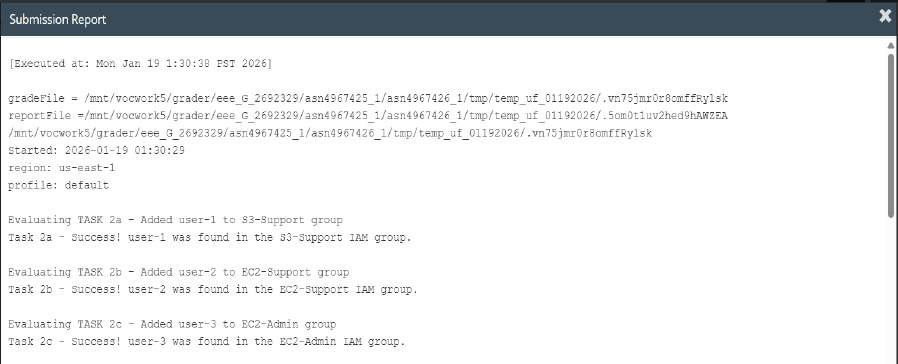 Submission Report
[Executed at: Mon Jan 19 1:30:38 PST 2026]
gradeFile = /mnt/vocwork5/grader/eee_G_2692329/asn4967425_1/asn4967426_1/tmp/temp_uf_01192026/.vn75jmr0r8omffRylsk
reportFile =/mnt/vocwork5/grader/eee_G_2692329/asn4967425_1/asn4967426_1/tmp/temp_uf_01192026/.5om0t1uv2hed9hAWZEA
/mnt/vocwork5/grader/eee_G_2692329/asn4967425_1/asn4967426_1/tmp/temp_uf_01192026/.vn75jmr0r8omffRylsk
Started: 2026-01-19 01:30:29
region: us-east-1
profile: default
Evaluating TASK 2a - Added user-1 to S3-Support group
Task 2a - Success! user-1 was found in the S3-Support IAM group.
Evaluating TASK 2b - Added user-2 to EC2-Support group
Task 2b - Success! user-2 was found in the EC2-Support IAM group.
Evaluating TASK 2c - Added user-3 to EC2-Admin group
Task 2c - Success! user-3 was found in the EC2-Admin IAM group.